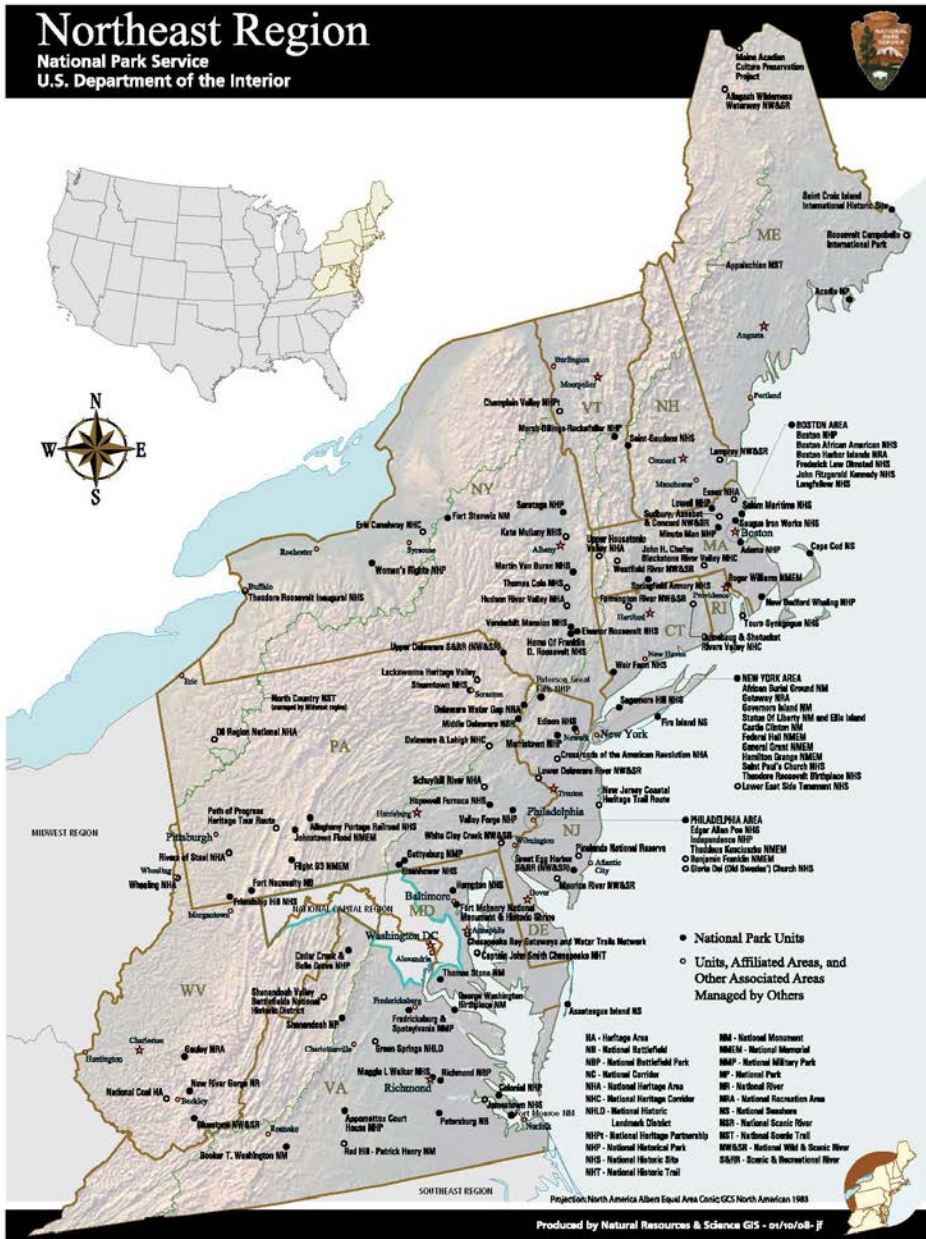 Northeast Region
National Park Service
U.S. Department of the Interior
NATIONAL
PARK
SERVICE
Maine Acadian
Culture Preservation
Project
Allagash Wilderness
Waterway NW&SR
Saint Croix Island
International Historic Site
Roosevelt Campobello
International Park
ME
Appalachian NST
Acadia NP
Augusta
Portland
N
W
E
S
Burlington
Montpelier
VT
NH
Champlain Valley NHPt
Marsh-Billings-Rockefeller NHP
Saint-Gaudens NHS
Concord
Lamprey NW&SR
Manchester
BOSTON AREA
Boston NHP
Boston African American NHS
Boston Harbor Islands NRA
Frederick Law Olmsted NHS
John Fitzgerald Kennedy NHS
Longfellow NHS
NY
Essex NHA
Lowell NHP
Salem Maritime NHS
Sudbury, Assabet
& Concord NW&SR
Saugus Iron Works NHS
Minute Man NHP
Boston
MA
Adams NHP
Cape Cod NS
Saratoga NHP
Fort Stanwix NM
Erie Canalway NHC
Kate Mullany NHS
Upper Housatonic
Valley NHA
John H. Chafee
Blackstone River Valley NHC
Rochester
Syracuse
Albany
Westfield River NW&SR
Women's Rights NHP
Martin Van Buren NHS
Springfield Armory NHS
Roger Williams NMEM
Buffalo
Theodore Roosevelt Inaugural NHS
Thomas Cole NHS
Farmington River NW&SR
Providence
New Bedford Whaling NHP
Hudson River Valley NHA
Hartford
RI
CT
Touro Synagogue NHS
Vanderbilt Mansion NHS
Eleanor Roosevelt NHS
Quinebaug & Shetucket
Rivers Valley NHC
Home Of Franklin
D. Roosevelt NHS
Upper Delaware S&RR (NW&SR)
New Haven
Weir Farm NHS
Erie
Lackawanna Heritage Valley
Steamtown NHS
Scranton
Paterson Great
Falls NHP
North Country NST
(managed by Midwest region)
Sagamore Hill NHS
Fire Island NS
NEW YORK AREA
African Burial Ground NM
Gateway NRA
Governors Island NM
Statue Of Liberty NM and Ellis Island
Castle Clinton NM
Federal Hall NMEM
General Grant NMEM
Hamilton Grange NMEM
Saint Paul's Church NHS
Theodore Roosevelt Birthplace NHS
Lower East Side Tenement NHS
Delaware Water Gap NRA
Middle Delaware NSR
Edison NHS
Newark
New York
Oil Region National NHA
PA
Delaware & Lehigh NHC
Morristown NHP
Crossroads of the American Revolution NHA
Lower Delaware River NW&SR
Schuylkill River NHA
Trenton
New Jersey Coastal
Heritage Trail Route
Hopewell Furnace NHS
Path of Progress
Heritage Tour Route
Harrisburg
Valley Forge NHP
Philadelphia
Allegheny Portage Railroad NHS
Johnstown Flood NMEM
Pittsburgh
White Clay Creek NW&SR
Wilmington
NJ
PHILADELPHIA AREA
Edgar Allan Poe NHS
Independence NHP
Thaddeus Kosciuszko NMEM
Benjamin Franklin NMEM
Gloria Dei (Old Swedes') Church NHS
MIDWEST REGION
Rivers of Steel NHA
Pinelands National Reserve
Gettysburg NMP
Eisenhower NHS
Great Egg Harbor
S&RR (NW&SR)
Atlantic
City
Wheeling
Wheeling NHA
Flight 93 NMEM
Maurice River NW&SR
Fort Necessity NB
Friendship Hill NHS
Morgantown
Hampton NHS
Baltimore
MD
Fort McHenry National
Monument & Historic Shrine
Dover
DE
NATIONAL CAPITAL REGION
Annapolis
Washington DC
Chesapeake Bay Gateways and Water Trails Network
Alexandria
Captain John Smith Chesapeake NHT
National Park Units
Units, Affiliated Areas, and
Other Associated Areas
Managed by Others
Cedar Creek &
Belle Grove NHP
WV
Shenandoah Valley
Battlefields National
Historic District
Thomas Stone NM
George Washington
Birthplace NM
Fredericksburg
Fredericksburg &
Spotsylvania NMP
Shenandoah NP
Assateague Island NS
Charleston
Huntington
Gauley NRA
Charlottesville
Green Springs NHLD
Maggie L Walker NHS
Richmond NBP
Richmond
VA
New River Gorge NR
National Coal HA
Beckley
Colonial NHP
Jamestown NHS
Fort Monroe NM
Norfolk
Bluestone NW&SR
Roanoke
Appomattox Court
House NHP
Petersburg NB
Booker T. Washington NM
Red Hill - Patrick Henry NM
SOUTHEAST REGION
HA - Heritage Area
NB - National Battlefield
NBP - National Battlefield Park
NC - National Corridor
NHA - National Heritage Area
NHC - National Heritage Corridor
NHLD - National Historic
Landmark District
NHPt - National Heritage Partnership
NHP - National Historical Park
NHS - National Historic Site
NHT - National Historic Trail
NM - National Monument
NMEM - National Memorial
NMP - National Military Park
NP - National Park
NR - National River
NRA - National Recreation Area
NS - National Seashore
NSR - National Scenic River
NST - National Scenic Trail
NW&SR - National Wild & Scenic River
S&RR - Scenic & Recreational River
Projection: North America Albers Equal Area Conic; GCS North American 1983
Produced by Natural Resources & Science GIS - 01/10/08- jf